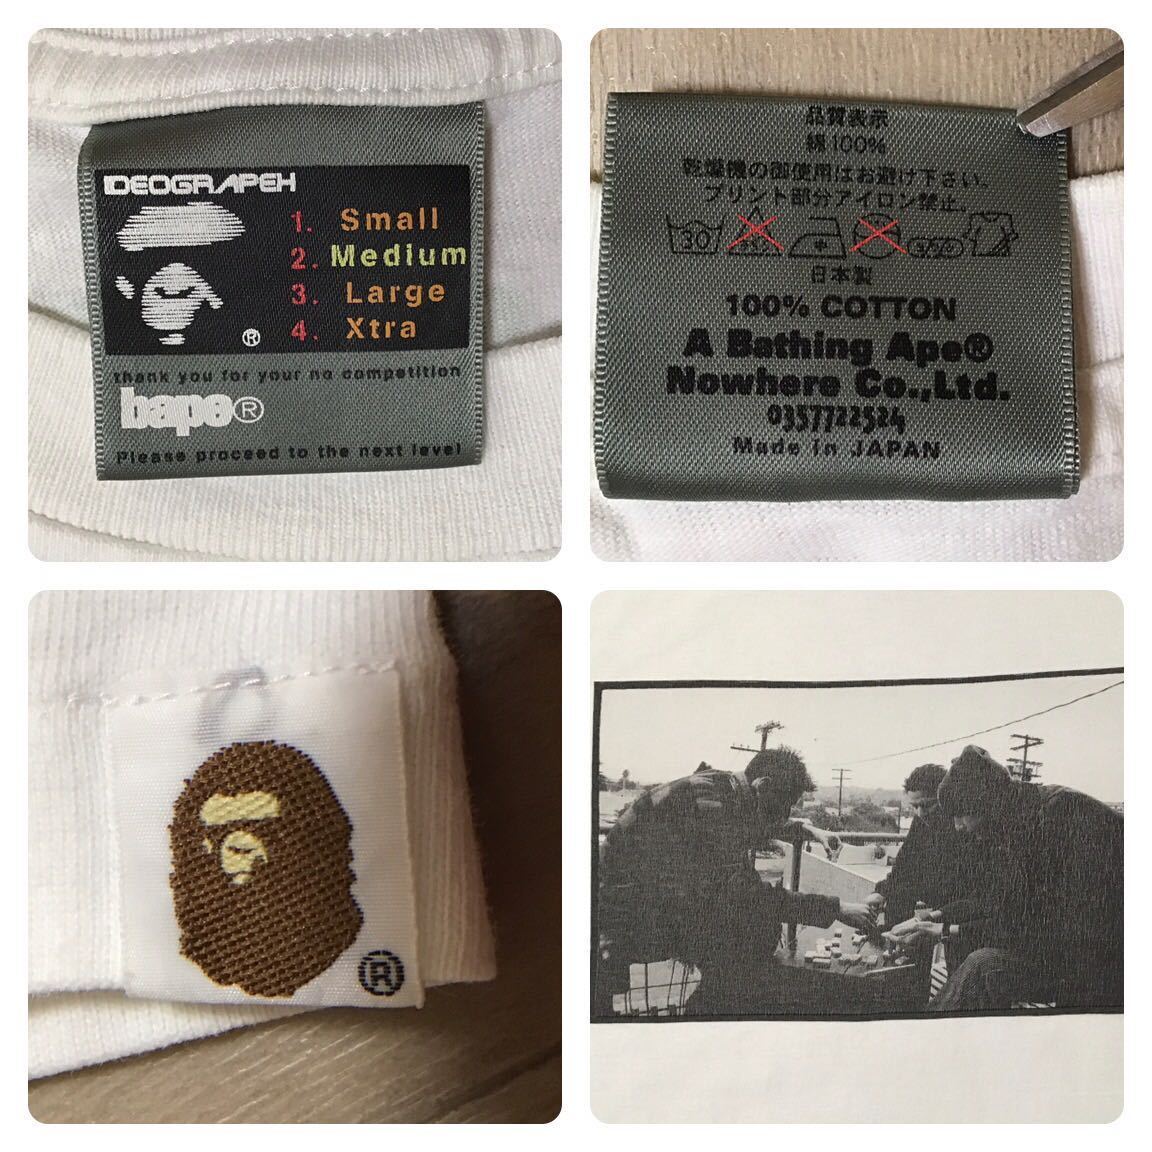 IDEOGRAPEH
1. Small
2. Medium
3. Large
4. Xtra
®
thank you for your no competition
bape®
Please proceed to the next level
品質表示
綿100%
乾燥機の御使用はお避け下さい。
プリント部分アイロン禁止
30
日本製
100% COTTON
A Bathing Ape®
Nowhere Co.,Ltd.
0357722524
Made in JAPAN
®